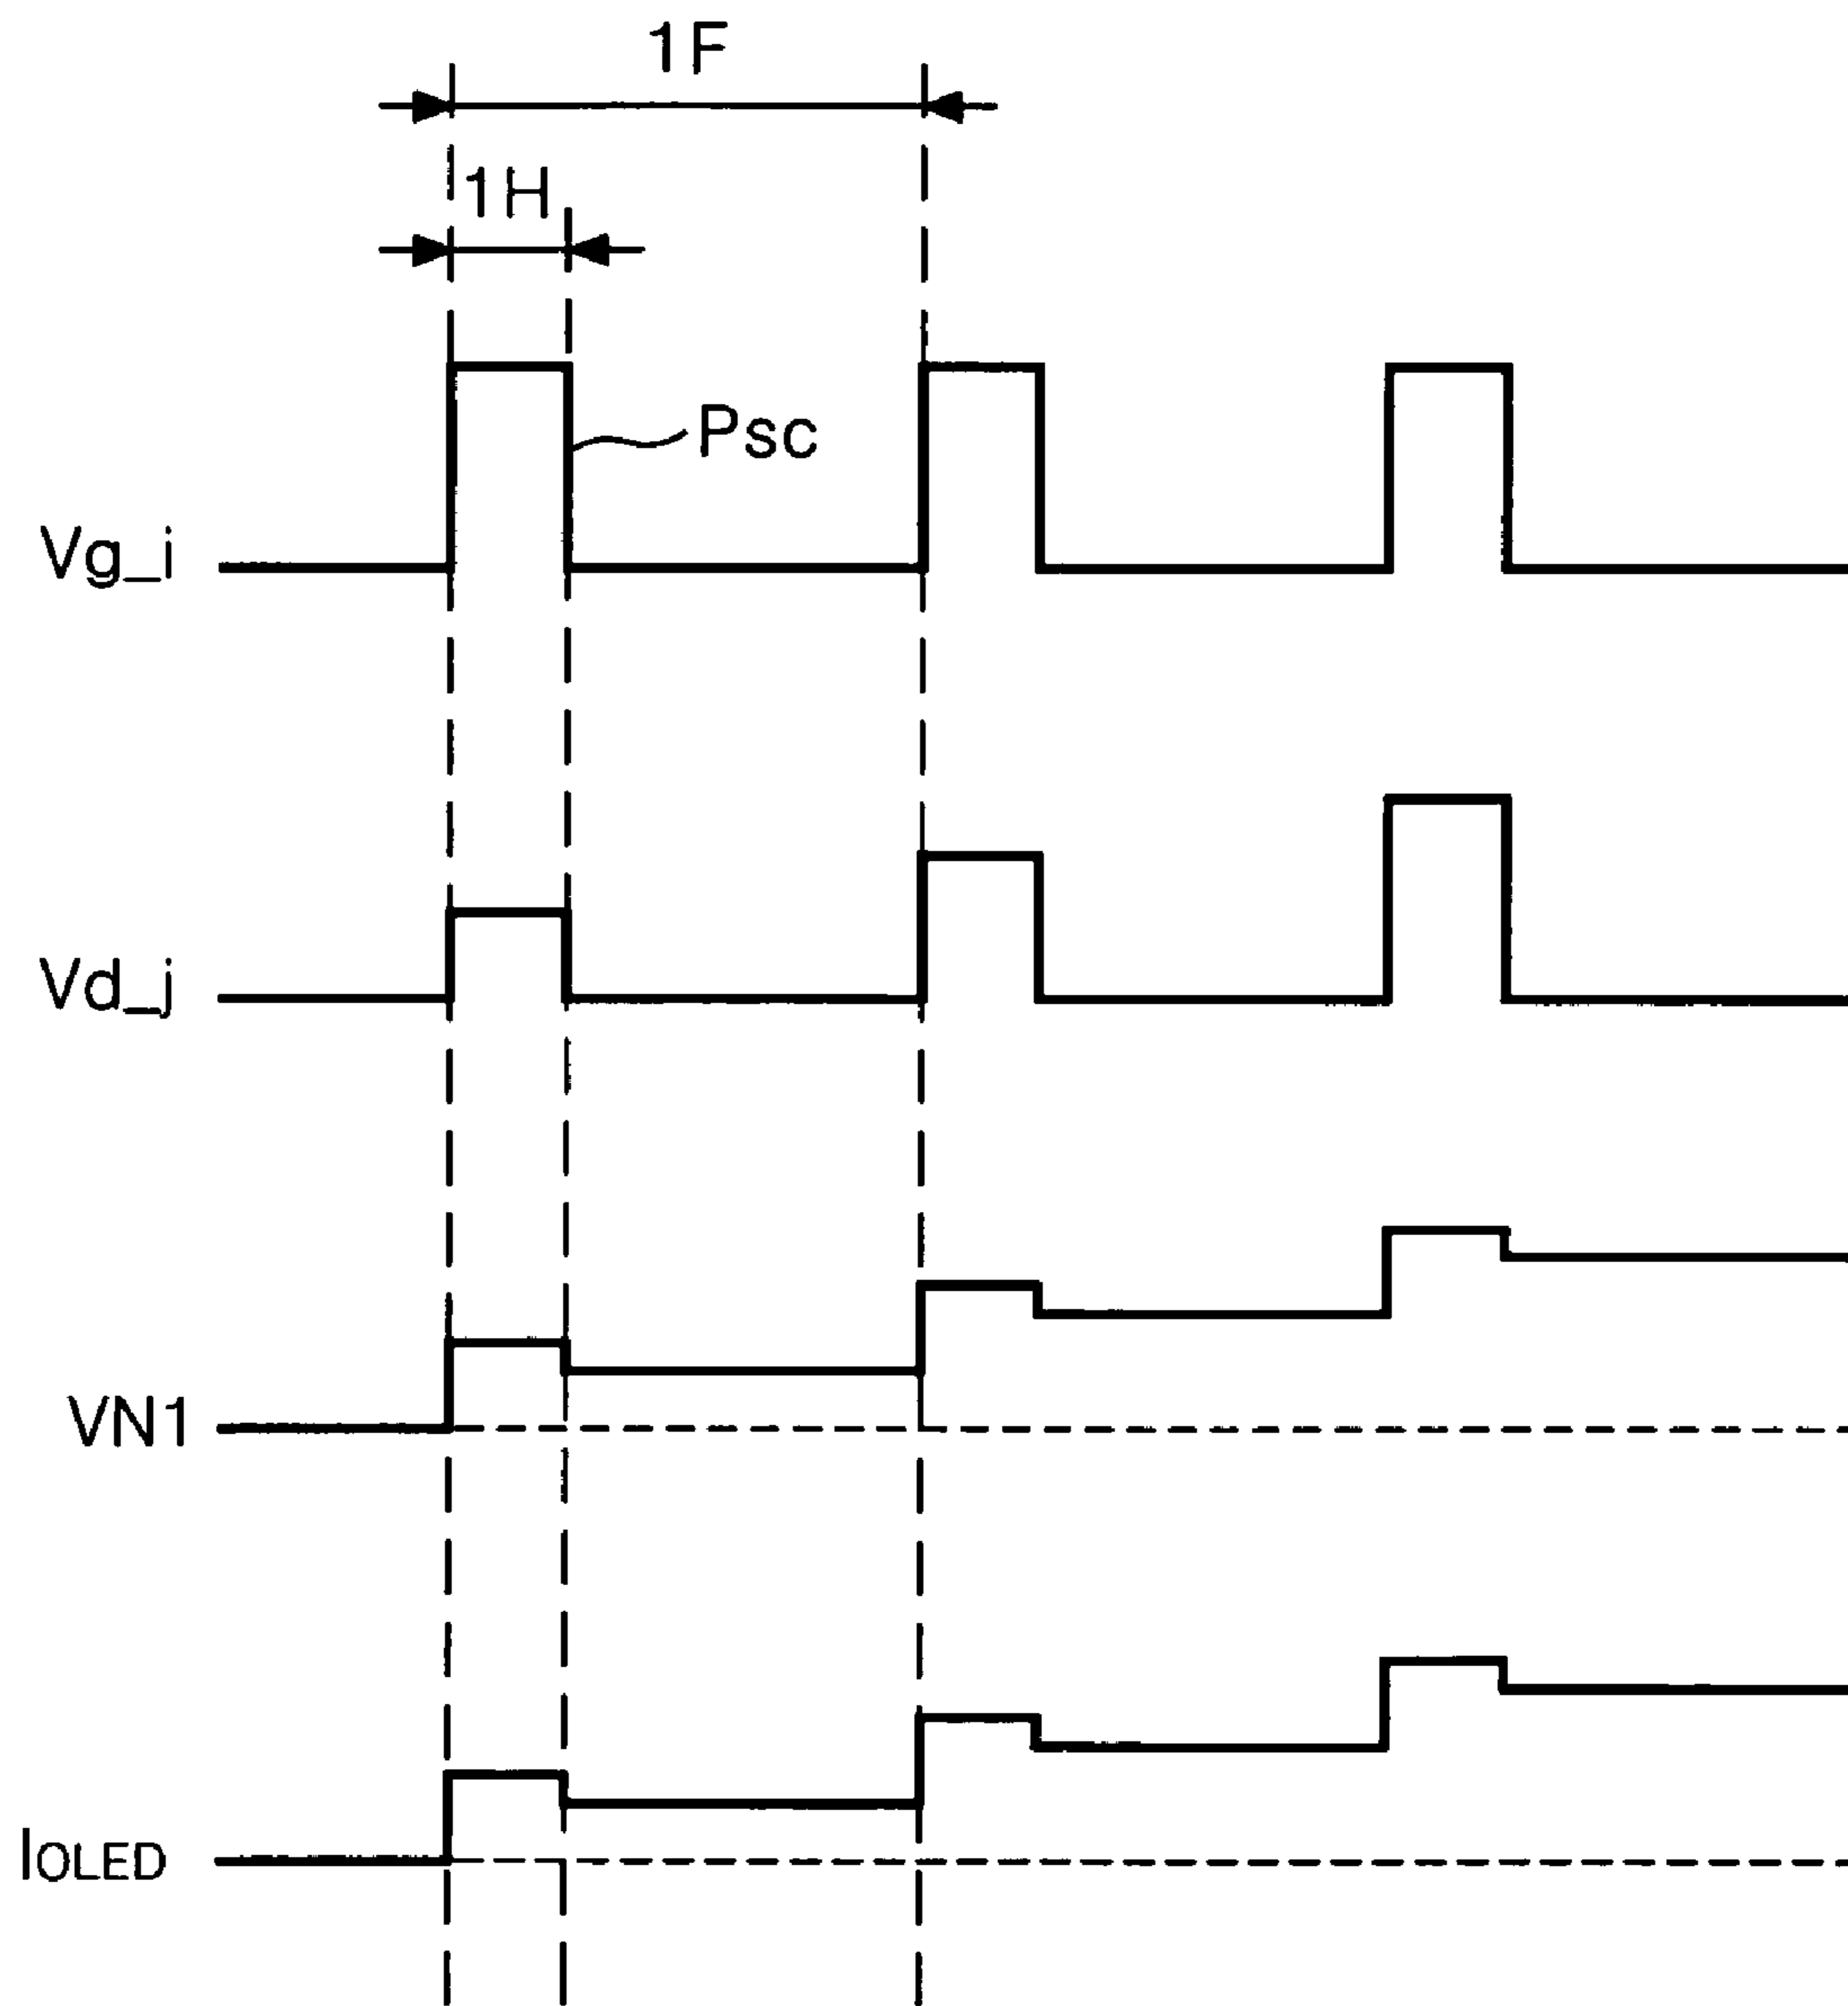 1F
1H
Psc
Vg_i
Vd_j
VN1
IOLED